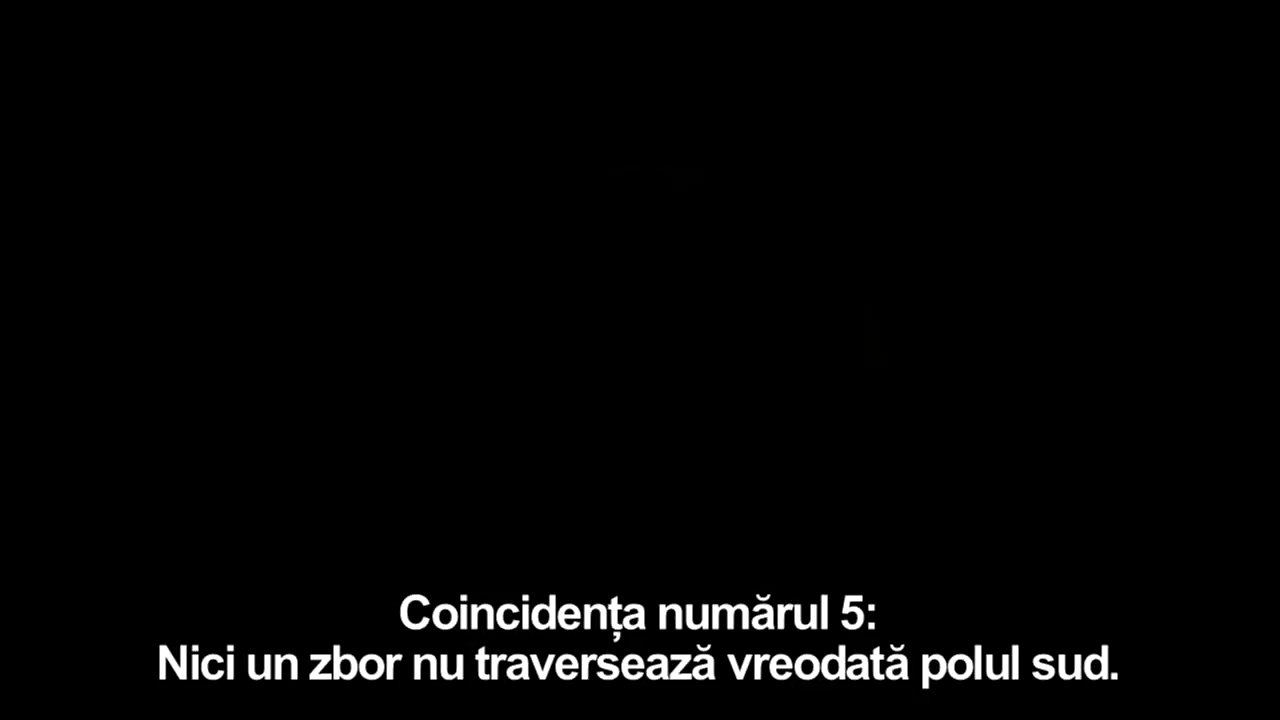 Coincidența numărul 5:
Nici un zbor nu traversează vreodată polul sud.